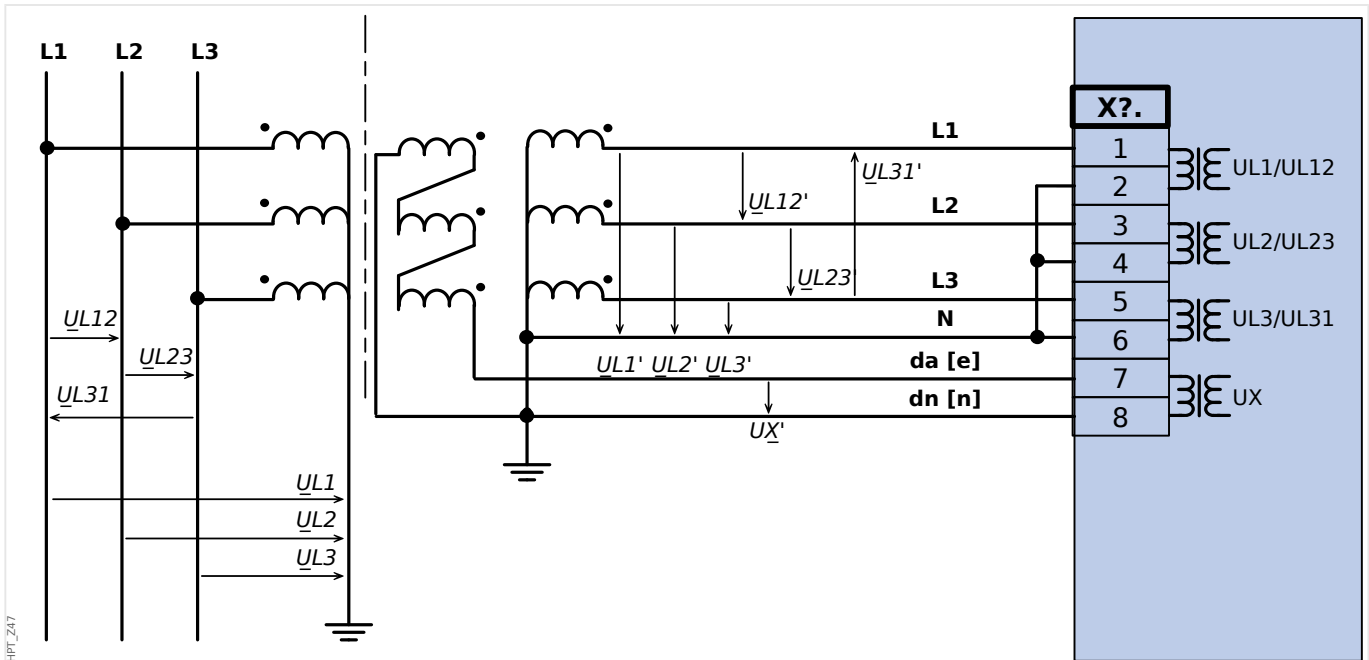 L1 L2 L3
X?.
L1
1
UL31'
UL1/UL12
2
UL12'
L2
3
UL2/UL23
4
UL23'
L3
5
UL12
N
UL3/UL31
6
UL23
UL1' UL2' UL3'
da [e]
7
UL31
dn [n]
UX
8
UX'
UL1
UL2
UL3
HPT_Z47